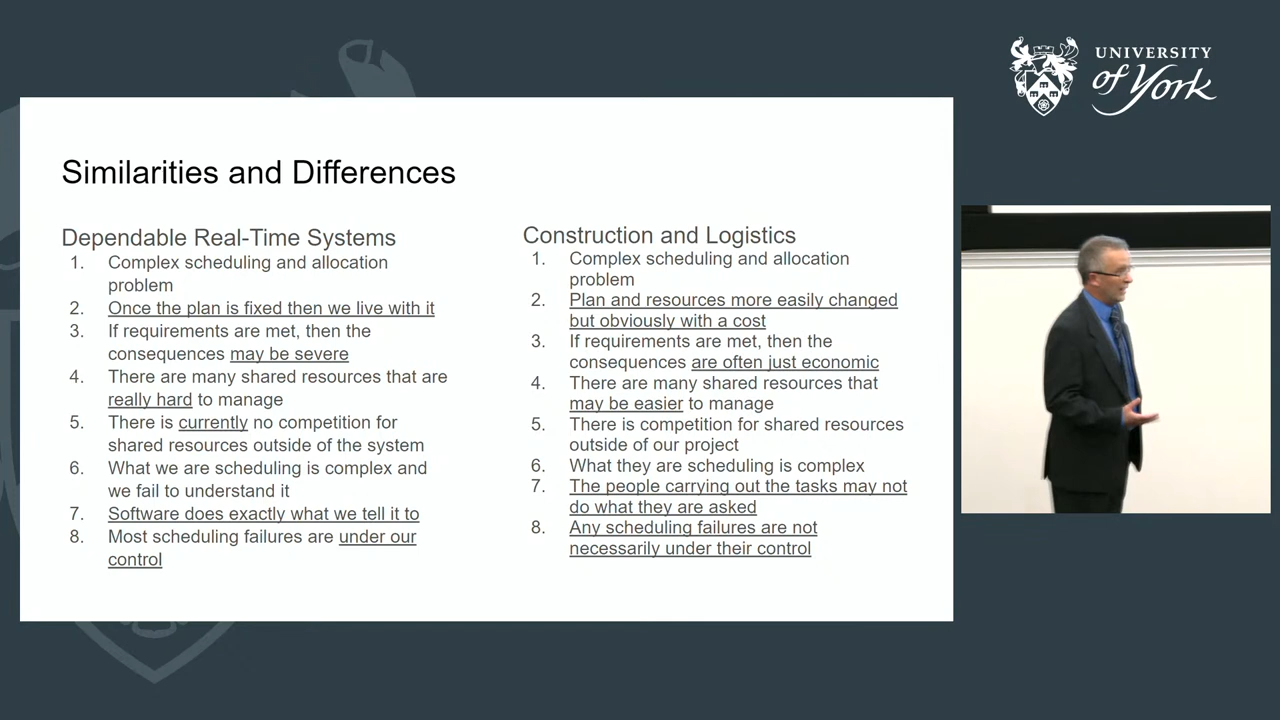 UNIVERSITY
of York
Similarities and Differences
Dependable Real-Time Systems
1. Complex scheduling and allocation
problem
2. Once the plan is fixed then we live with it
3. If requirements are met, then the
consequences may be severe
4. There are many shared resources that are
really hard to manage
5. There is currently no competition for
shared resources outside of the system
6. What we are scheduling is complex and
we fail to understand it
7. Software does exactly what we tell it to
8. Most scheduling failures are under our
control
Construction and Logistics
1. Complex scheduling and allocation
problem
2. Plan and resources more easily changed
but obviously with a cost
3. If requirements are met, then the
consequences are often just economic
4. There are many shared resources that
may be easier to manage
5. There is competition for shared resources
outside of our project
6. What they are scheduling is complex
7. The people carrying out the tasks may not
do what they are asked
8. Any scheduling failures are not
necessarily under their control